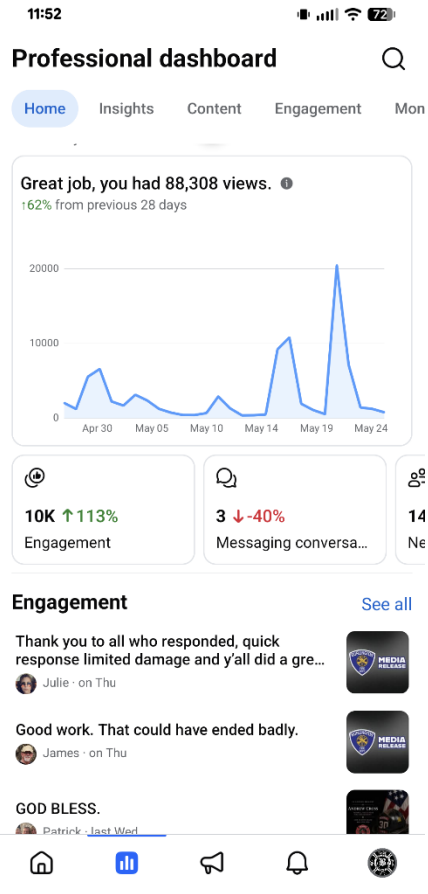 11:52
72
Professional dashboard
Home
Insights
Content
Engagement
Mon
Great job, you had 88,308 views.
↑62% from previous 28 days
20000
10000
0
Apr 30
May 05
May 10
May 14
May 19
May 24
10K ↑113%
Engagement
3 ↓-40%
Messaging conversa...
14
Ne
Engagement
See all
Thank you to all who responded, quick
response limited damage and y'all did a gre...
Julie · on Thu
MEDIA
RELEASE
Good work. That could have ended badly.
James · on Thu
MEDIA
RELEASE
GOD BLESS.
Patrick · last Wed